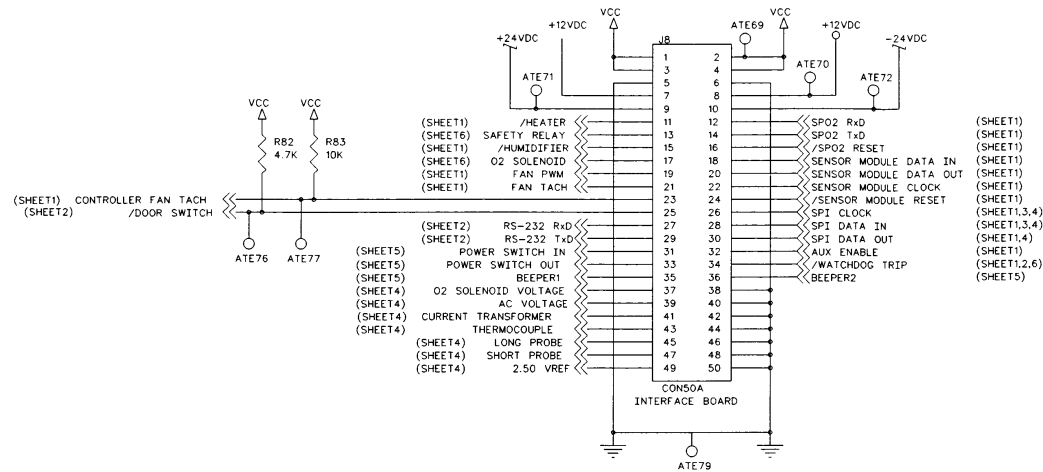 VCC +12VDC ATE69 VCC +12VDC
+24VDC J8 -24VDC
ATE71 ATE70 ATE72
1 2
3 4
5 6
7 8
9 10
VCC VCC
R82 4.7K R83 10K
(SHEET1) /HEATER 11 12 SPO2 RxD (SHEET1)
(SHEET6) SAFETY RELAY 13 14 SPO2 TxD (SHEET1)
(SHEET1) /HUMIDIFIER 15 16 /SPO2 RESET (SHEET1)
(SHEET6) O2 SOLENOID 17 18 SENSOR MODULE DATA IN (SHEET1)
(SHEET1) FAN PWM 19 20 SENSOR MODULE DATA OUT (SHEET1)
(SHEET1) FAN TACH 21 22 SENSOR MODULE CLOCK (SHEET1)
(SHEET1) CONTROLLER FAN TACH 23 24 /SENSOR MODULE RESET (SHEET1)
(SHEET2) /DOOR SWITCH 25 26 SPI CLOCK (SHEET1,3,4)
(SHEET2) RS-232 RxD 27 28 SPI DATA IN (SHEET1,3,4)
(SHEET2) RS-232 TxD 29 30 SPI DATA OUT (SHEET1,4)
ATE76 ATE77
(SHEET5) POWER SWITCH IN 31 32 AUX ENABLE (SHEET1)
(SHEET5) POWER SWITCH OUT 33 34 /WATCHDOG TRIP (SHEET1,2,6)
(SHEET5) BEEPER1 35 36 BEEPER2 (SHEET5)
(SHEET4) O2 SOLENOID VOLTAGE 37 38
(SHEET4) AC VOLTAGE 39 40
(SHEET4) CURRENT TRANSFORMER 41 42
(SHEET4) THERMOCOUPLE 43 44
(SHEET4) LONG PROBE 45 46
(SHEET4) SHORT PROBE 47 48
(SHEET4) 2.50 VREF 49 50
CON50A
INTERFACE BOARD
ATE79